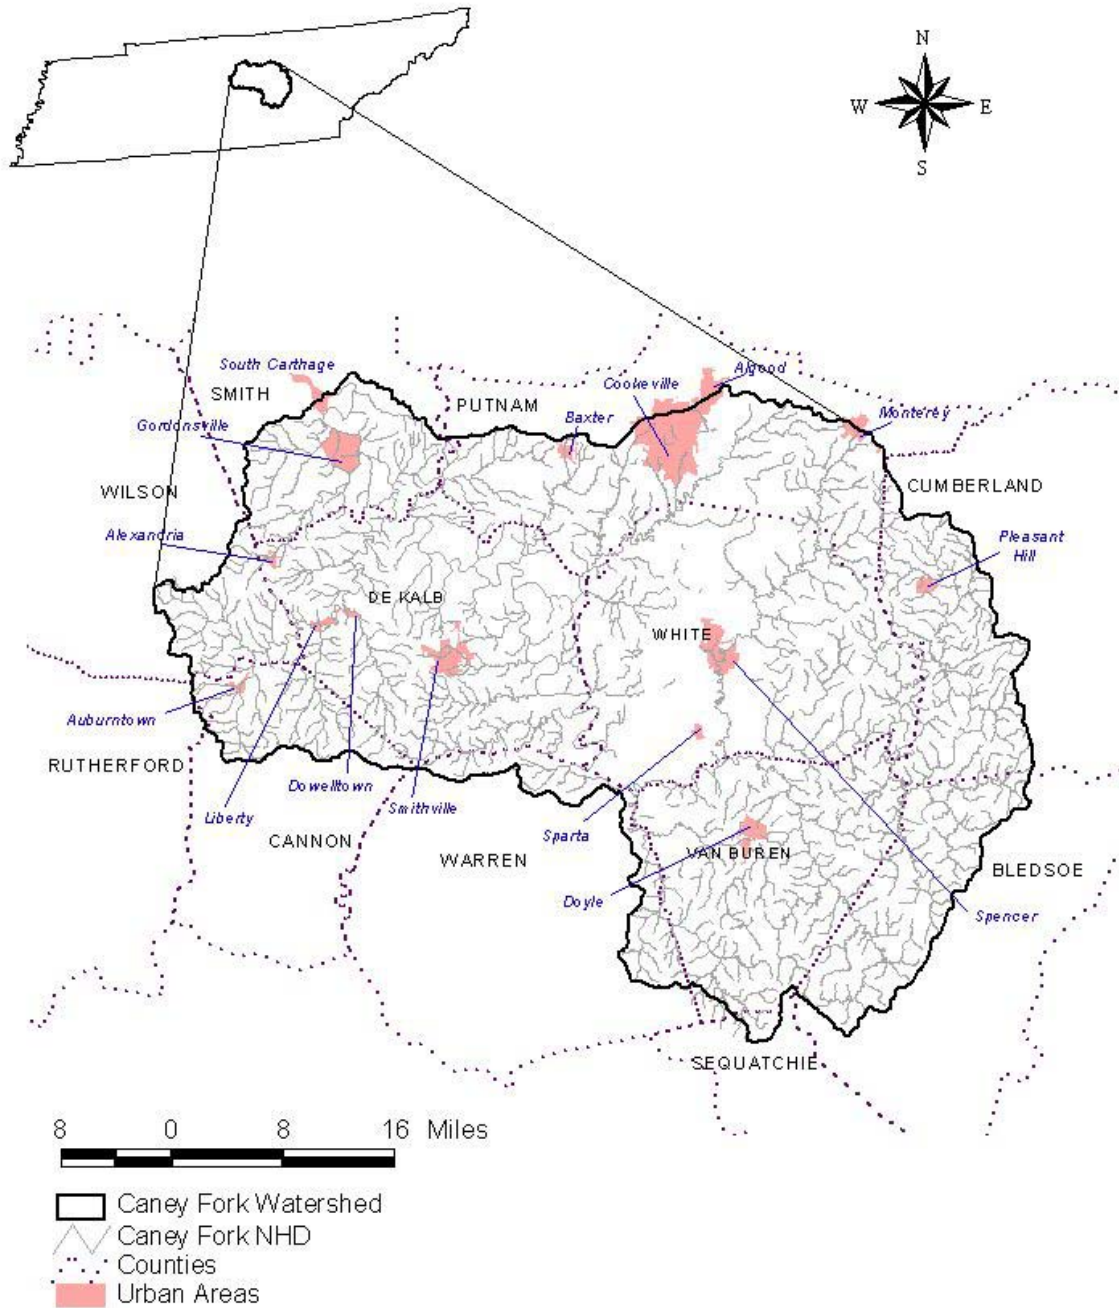 N
W
E
S
South Carthage
SMITH
Algood
Cookeville
PUTNAM
Baxter
Monterey
Gordonsville
WILSON
CUMBERLAND
Alexandria
Pleasant
Hill
DE KALB
WHITE
Auburntown
RUTHERFORD
Dowelltown
Liberty
Smithville
Sparta
CANNON
WARREN
VAN BUREN
BLEDSOE
Doyle
Spencer
SEQUATCHIE
8 0 8 16 Miles
Caney Fork Watershed
Caney Fork NHD
Counties
Urban Areas